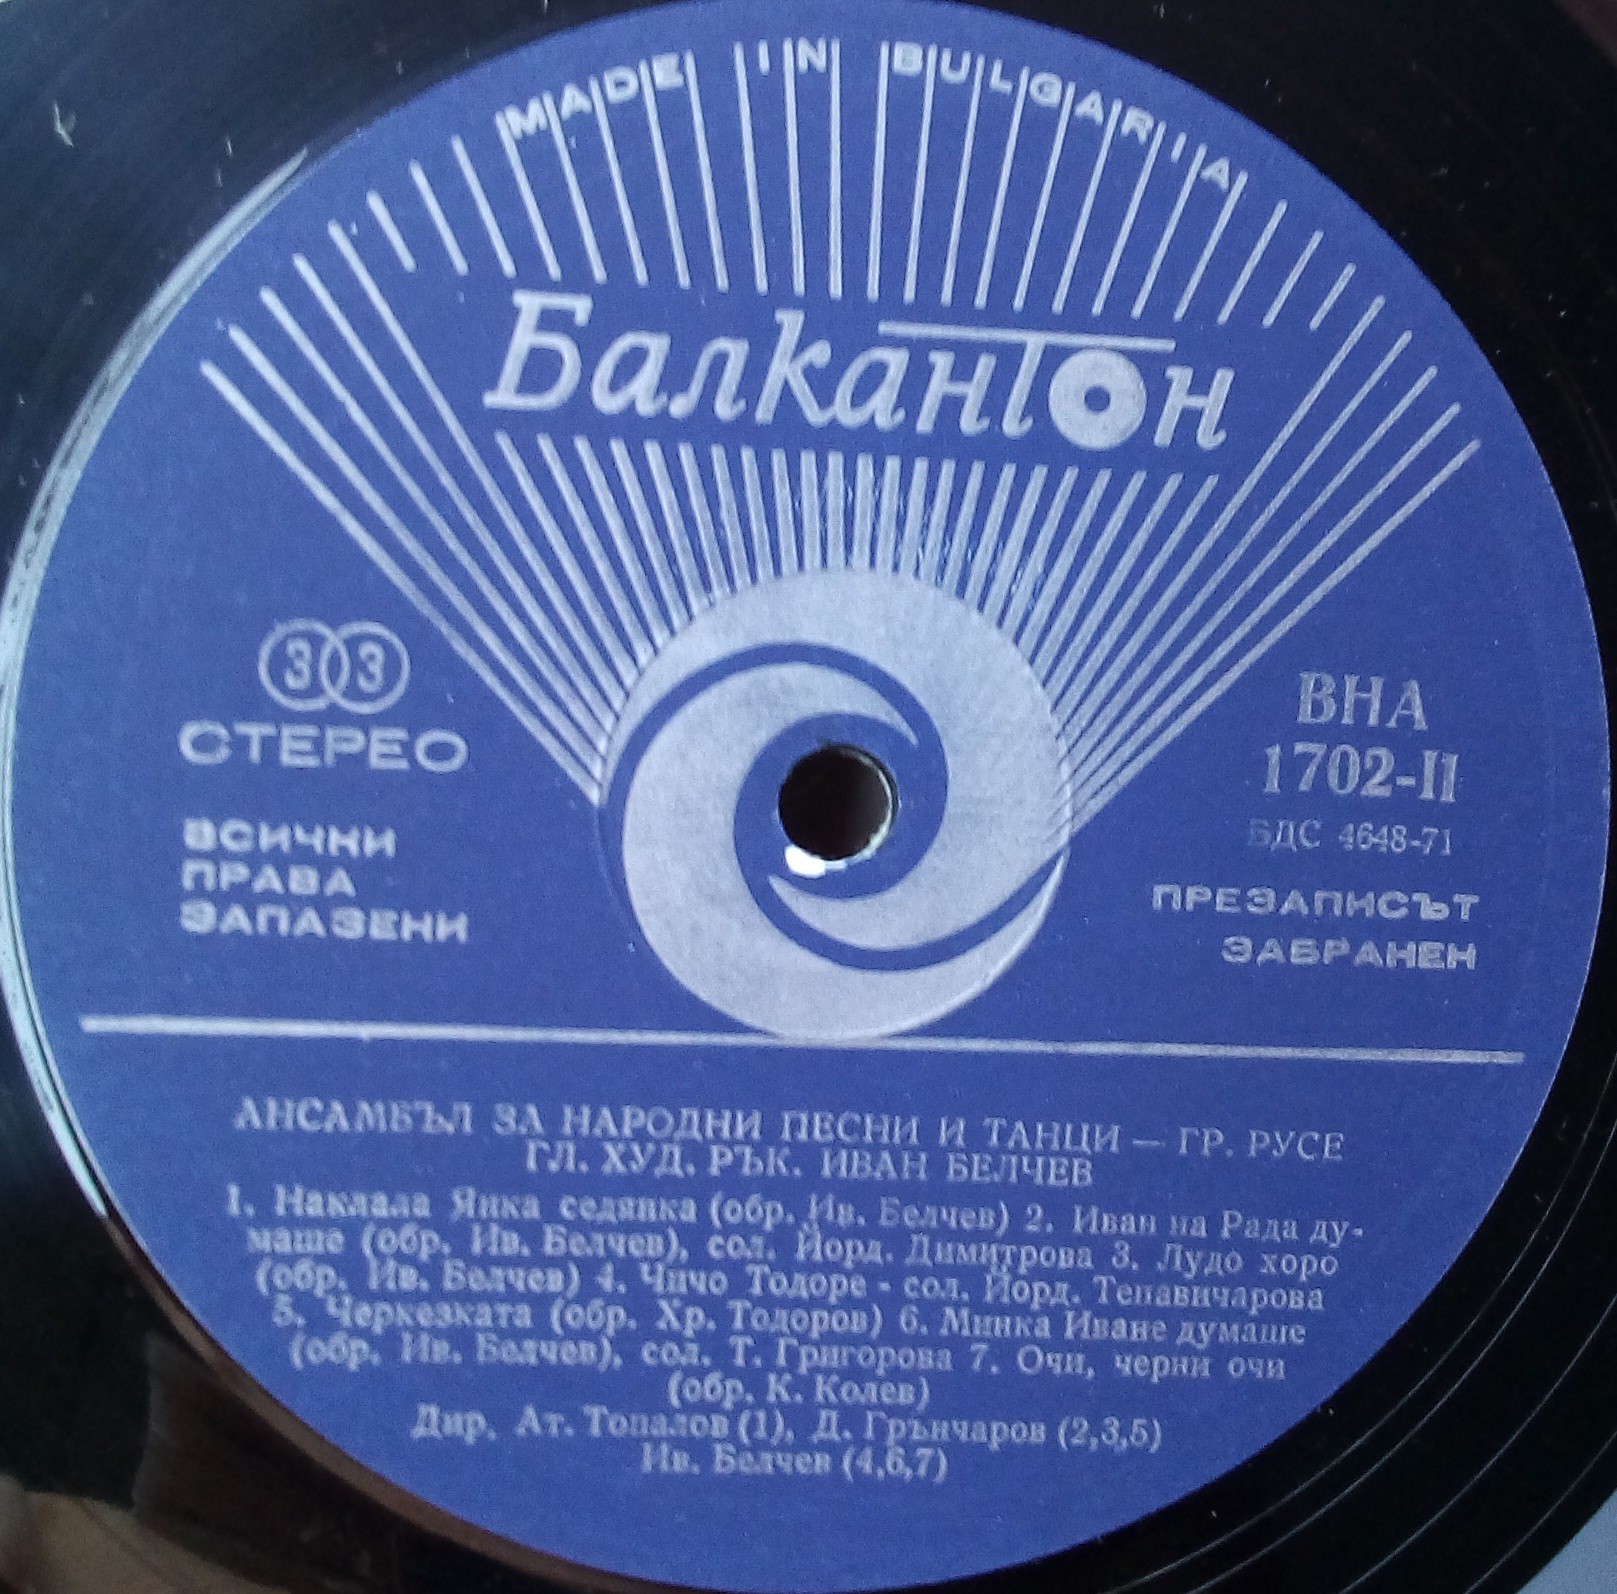 MADE IN BULGARIA
Балкантон
33
СТЕРЕО
ВСИЧКИ
ПРАВА
ЗАПАЗЕНИ
ВНА
1702-II
БДС 4648-71
ПРЕЗАПИСЪТ
ЗАБРАНЕН
АНСАМБЪЛ ЗА НАРОДНИ ПЕСНИ И ТАНЦИ — ГР. РУСЕ
ГЛ. ХУД. РЪК. ИВАН БЕЛЧЕВ
1. Наклала Янка седянка (обр. Ив. Белчев) 2. Иван на Рада ду-
маше (обр. Ив. Белчев), сол. Йорд. Димитрова 3. Лудо хоро
(обр. Ив. Белчев) 4. Чичо Тодоре - сол. Йорд. Тепавичарова
5. Черкезката (обр. Хр. Тодоров) 6. Минка Иване думаше
(обр. Ив. Белчев), сол. Т. Григорова 7. Очи, черни очи
(обр. К. Колев)
Дир. Ат. Топалов (1), Д. Грънчаров (2,3,5)
Ив. Белчев (4,6,7)